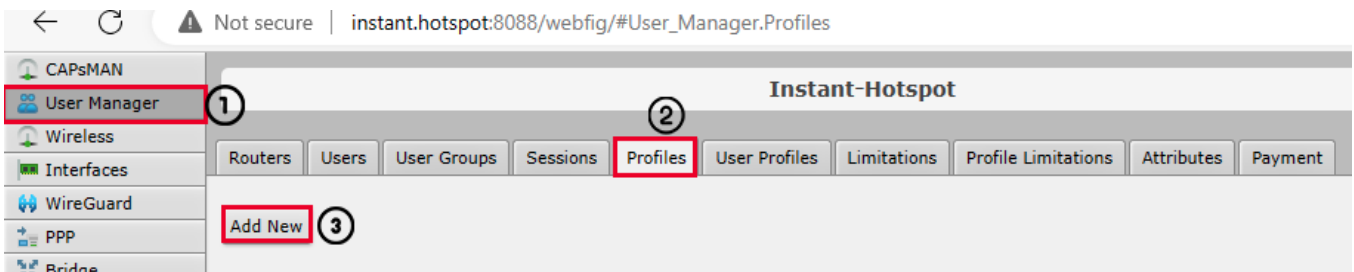 Not secure | instant.hotspot:8088/webfig/#User_Manager.Profiles
CAPsMAN
User Manager 1
Wireless
Interfaces
WireGuard
PPP
Bridge
Instant-Hotspot
2
Routers Users User Groups Sessions Profiles User Profiles Limitations Profile Limitations Attributes Payment
Add New 3